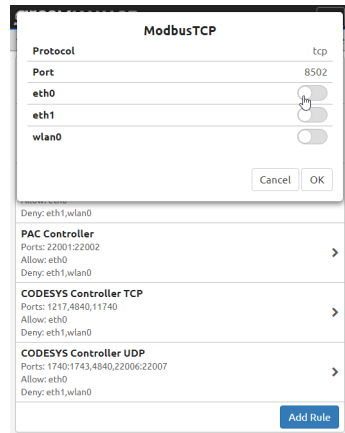 ModbusTCP
Protocol tcp
Port 8502
eth0
eth1
wlan0
Cancel OK
Deny: eth1,wlan0
PAC Controller
Ports: 22001:22002
Allow: eth0
Deny: eth1,wlan0
CODESYS Controller TCP
Ports: 1217,4840,11740
Allow: eth0
Deny: eth1,wlan0
CODESYS Controller UDP
Ports: 1740:1743,4840,22006:22007
Allow: eth0
Deny: eth1,wlan0
Add Rule